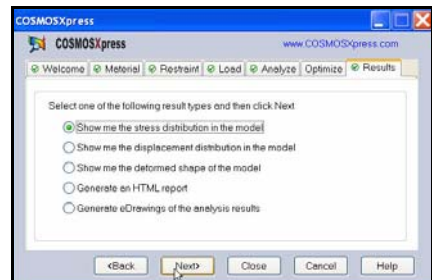 COSMOSXpress
COSMOSXpress www.COSMOSXpress.com
Welcome Material Restraint Load Analyze Optimize Results
Select one of the following result types and then click Next
Show me the stress distribution in the model
Show me the displacement distribution in the model
Show me the deformed shape of the model
Generate an HTML report
Generate eDrawings of the analysis results
<Back Next> Close Cancel Help